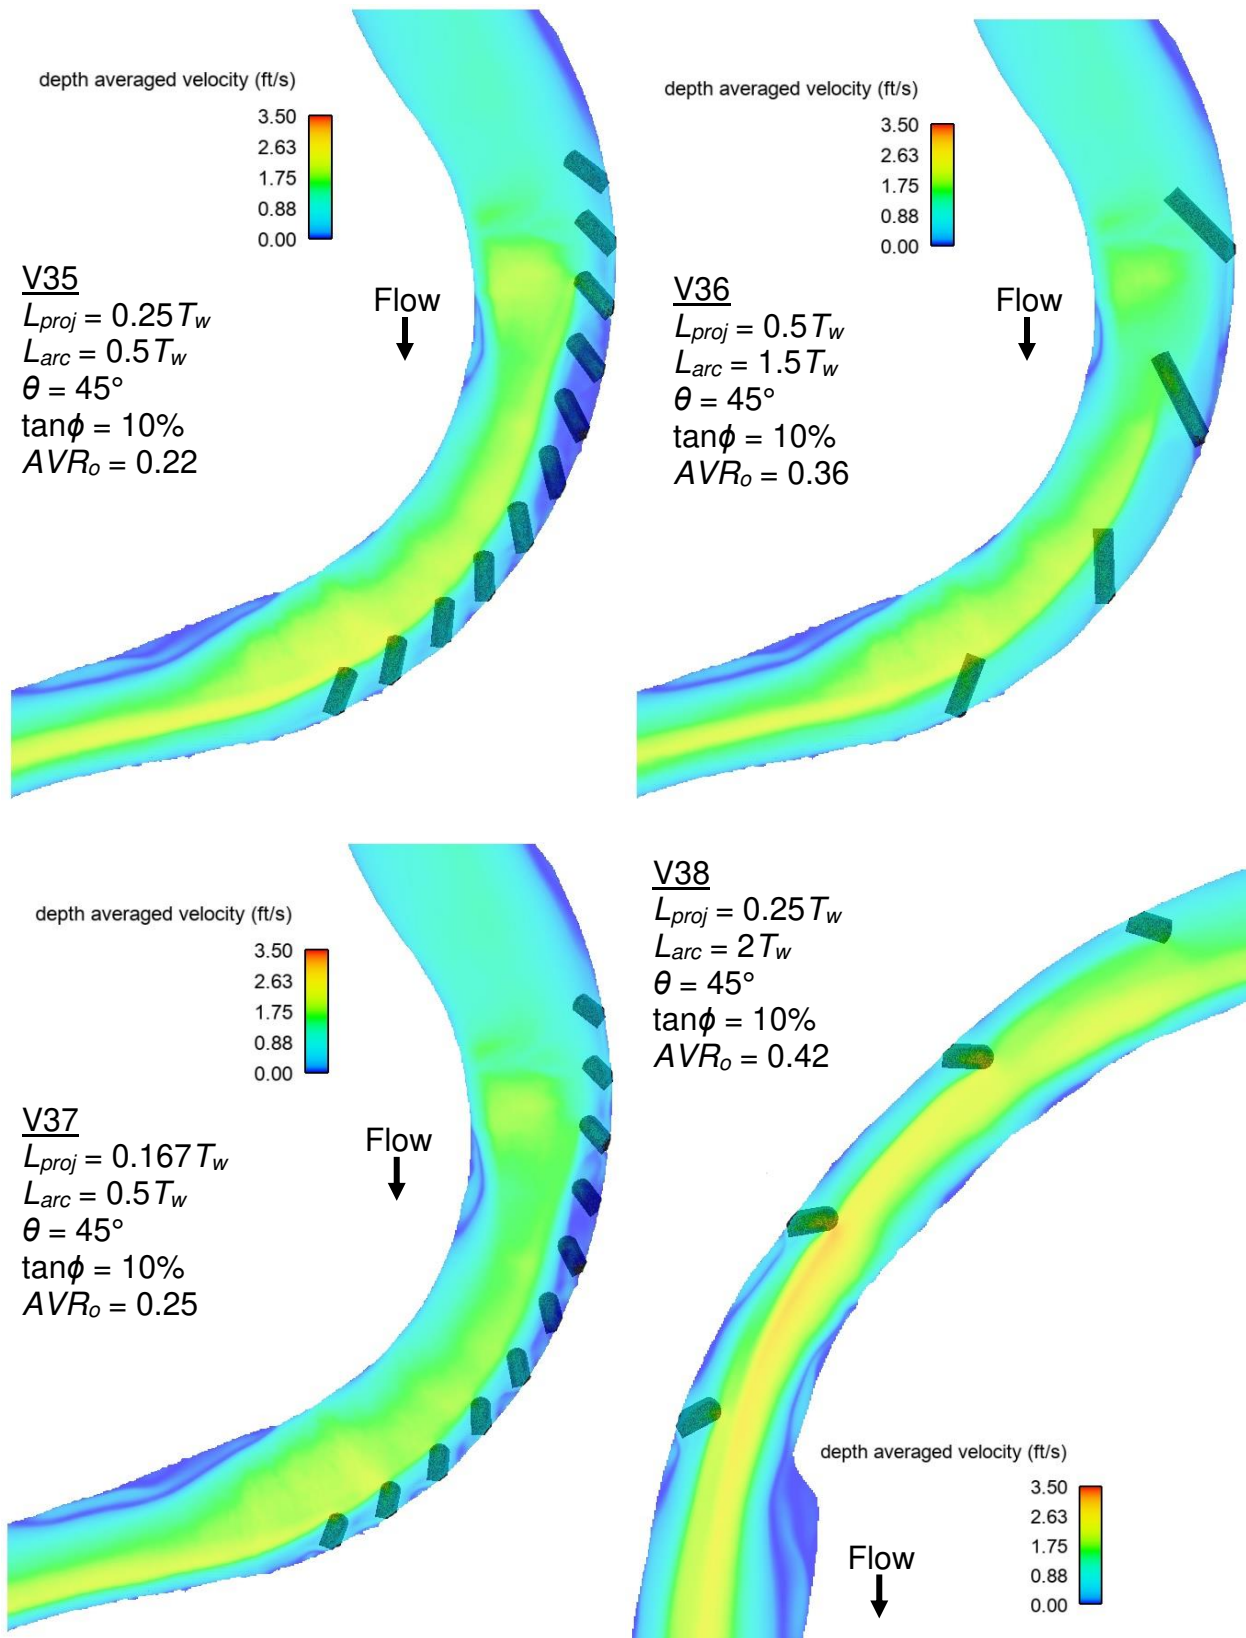 depth averaged velocity (ft/s)
3.50
2.63
1.75
0.88
0.00
V35
Lproj = 0.25Tw
Larc = 0.5Tw
θ = 45°
tanϕ = 10%
AVRo = 0.22
Flow
depth averaged velocity (ft/s)
3.50
2.63
1.75
0.88
0.00
V36
Lproj = 0.5Tw
Larc = 1.5Tw
θ = 45°
tanϕ = 10%
AVRo = 0.36
Flow
depth averaged velocity (ft/s)
3.50
2.63
1.75
0.88
0.00
V37
Lproj = 0.167Tw
Larc = 0.5Tw
θ = 45°
tanϕ = 10%
AVRo = 0.25
Flow
V38
Lproj = 0.25Tw
Larc = 2Tw
θ = 45°
tanϕ = 10%
AVRo = 0.42
depth averaged velocity (ft/s)
3.50
2.63
1.75
0.88
0.00
Flow